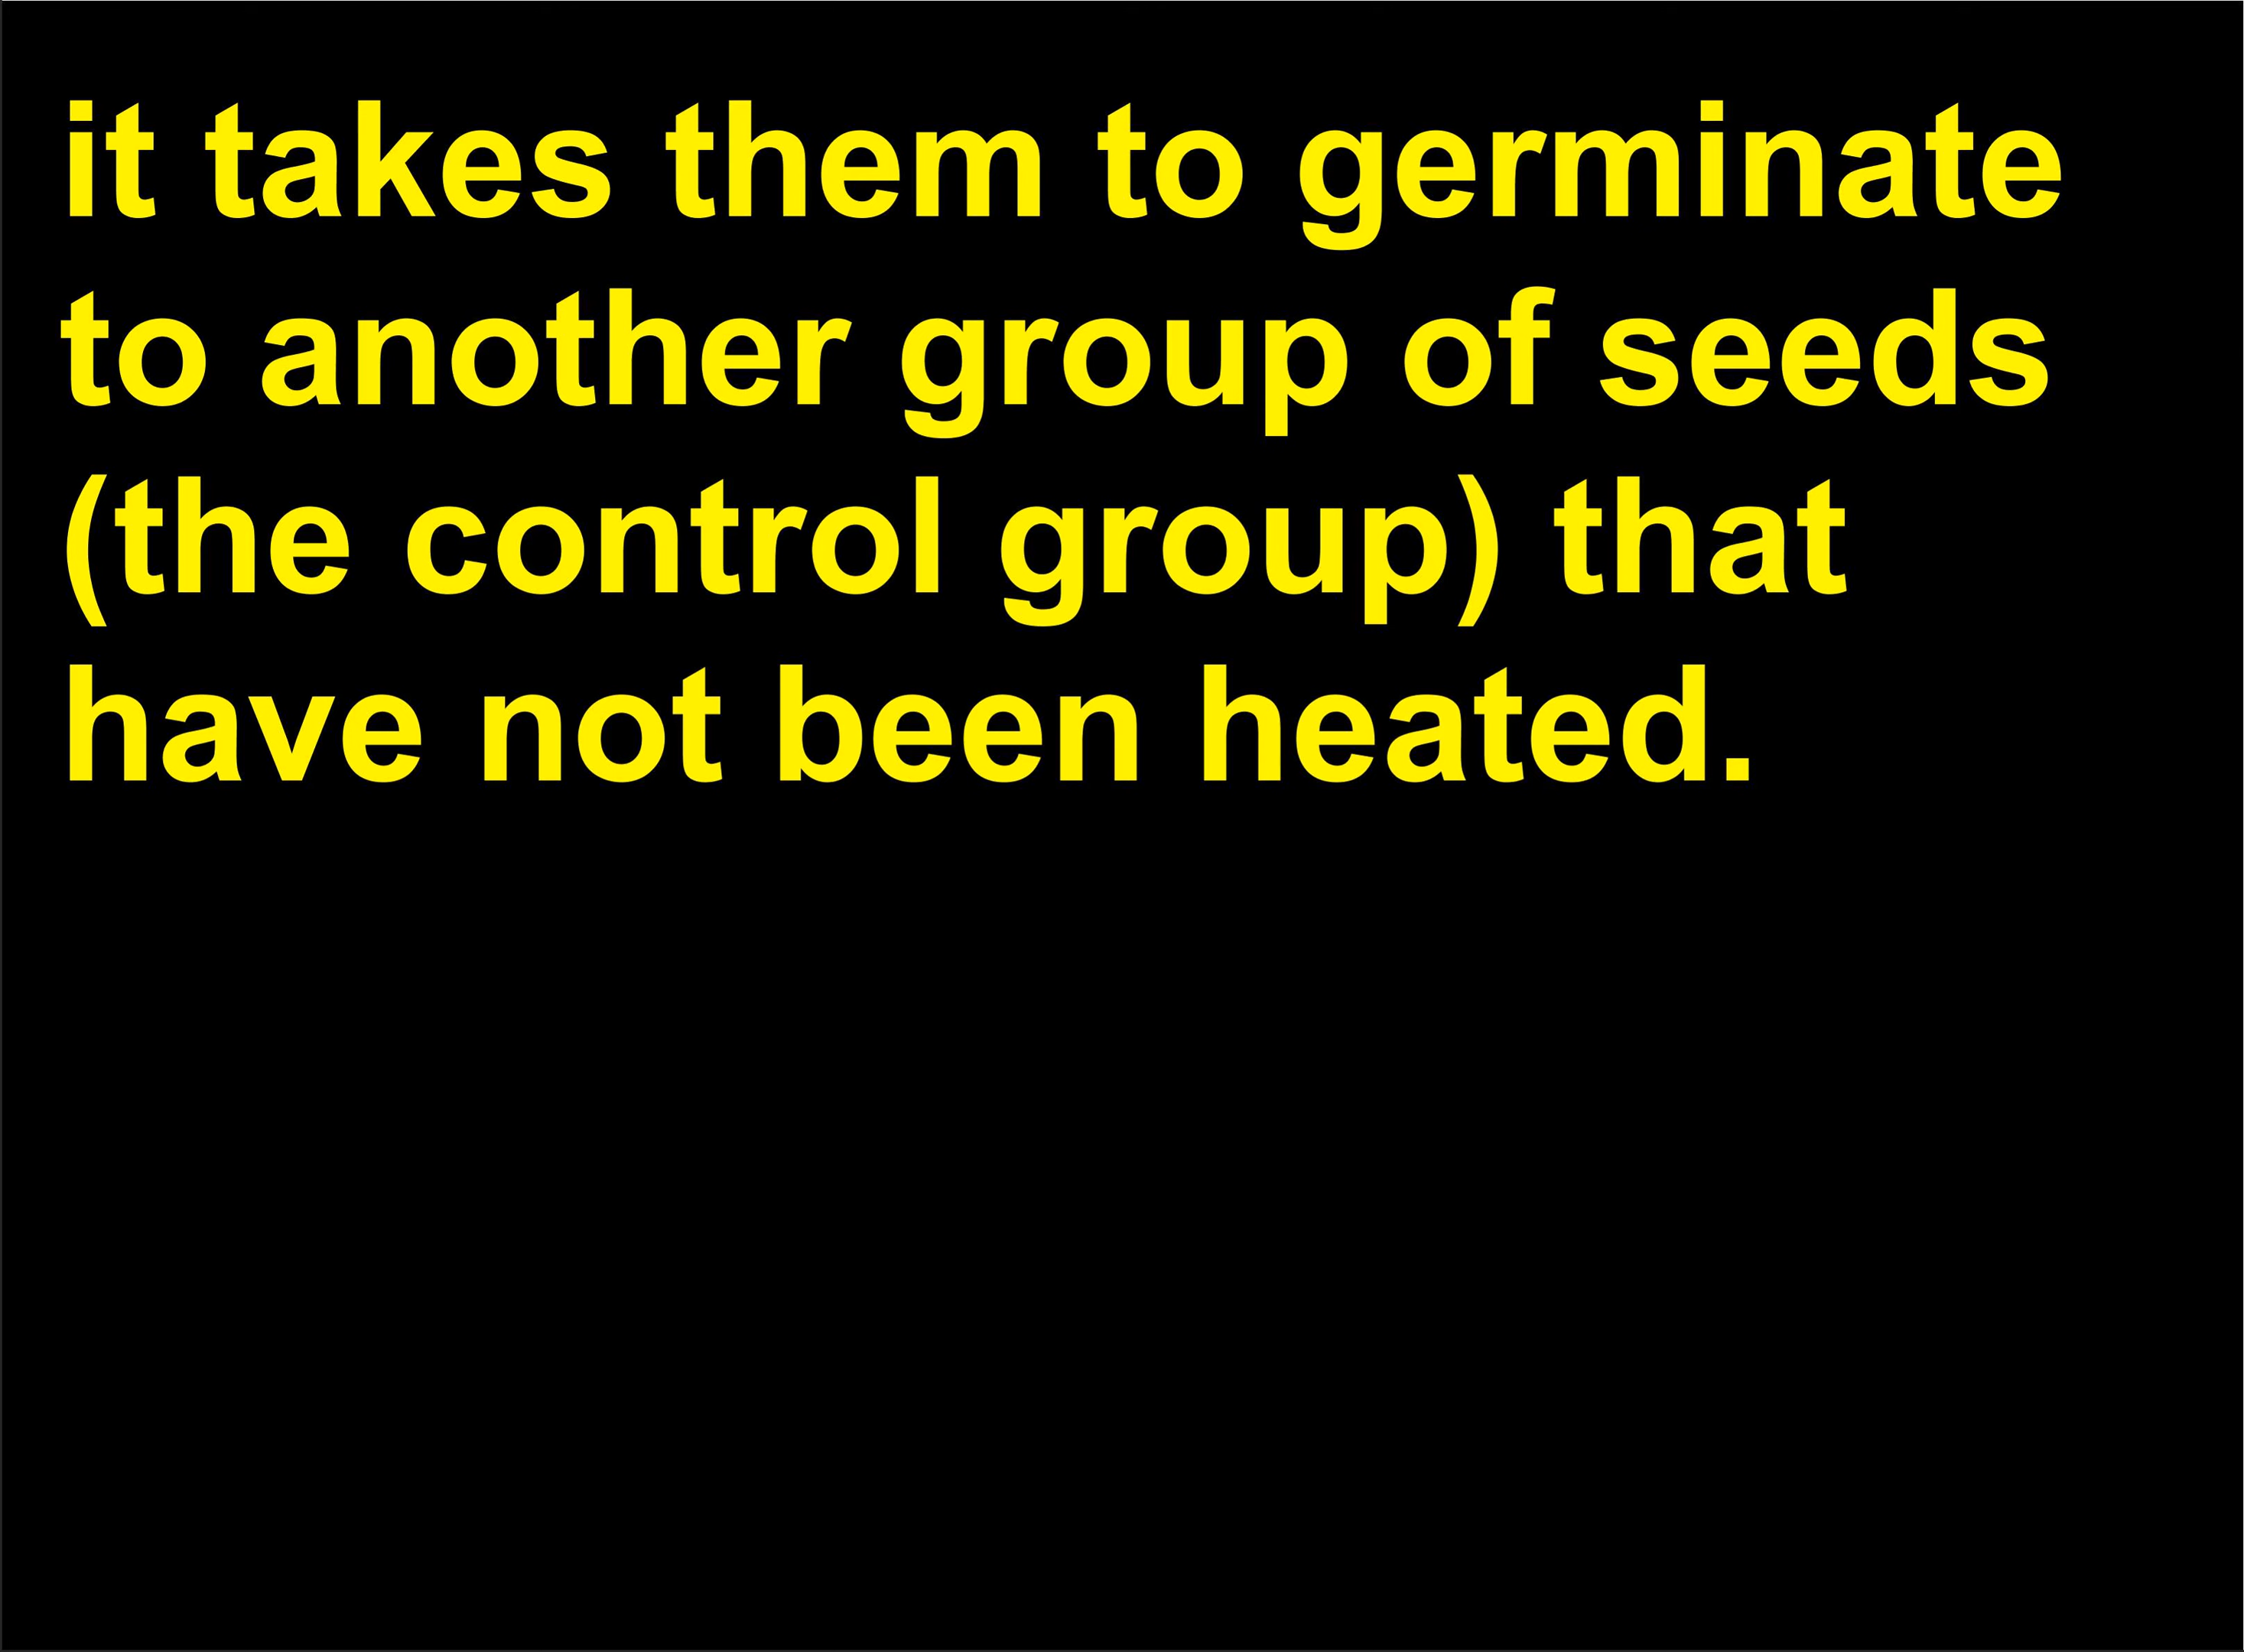 it takes them to germinate
to another group of seeds
(the control group) that
have not been heated.